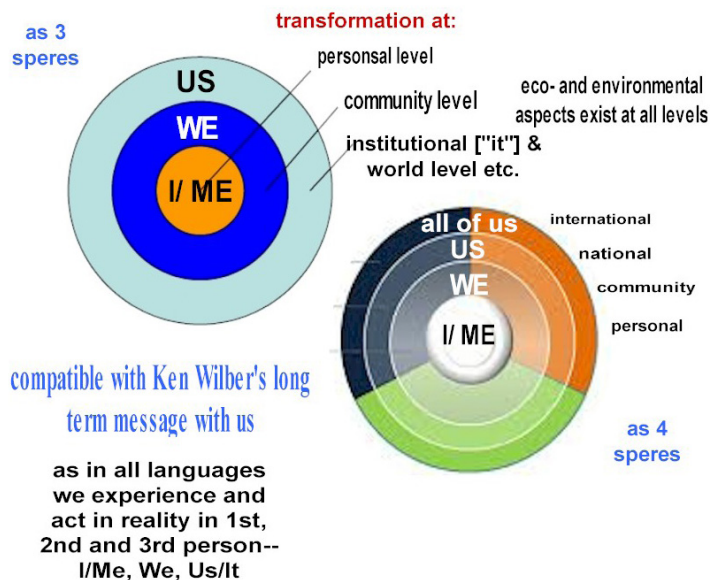 as 3
speres
transformation at:
personsal level
community level
institutional ["it"] &
world level etc.
eco- and environmental
aspects exist at all levels
US
WE
I/ ME
all of us
US
WE
I/ ME
international
national
community
personal
compatible with Ken Wilber's long
term message with us
as 4
speres
as in all languages
we experience and
act in reality in 1st,
2nd and 3rd person--
I/Me, We, Us/It